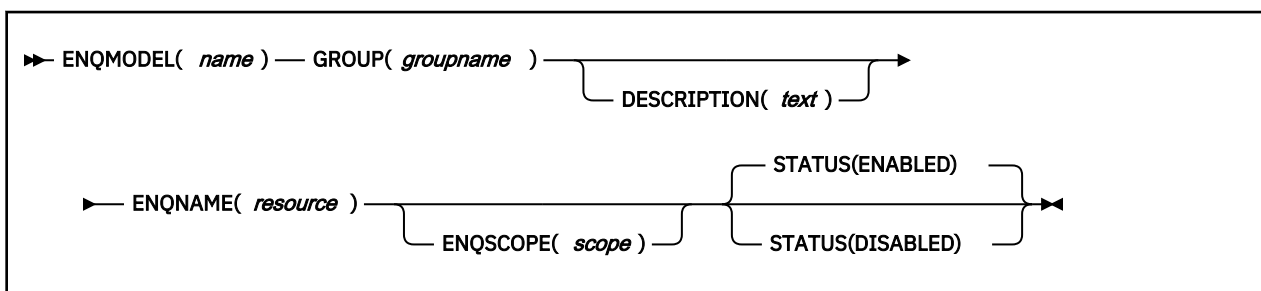 ENQMODEL( name ) GROUP( groupname )
DESCRIPTION( text )
STATUS(ENABLED)
ENQNAME( resource )
ENQSCOPE( scope ) STATUS(DISABLED)